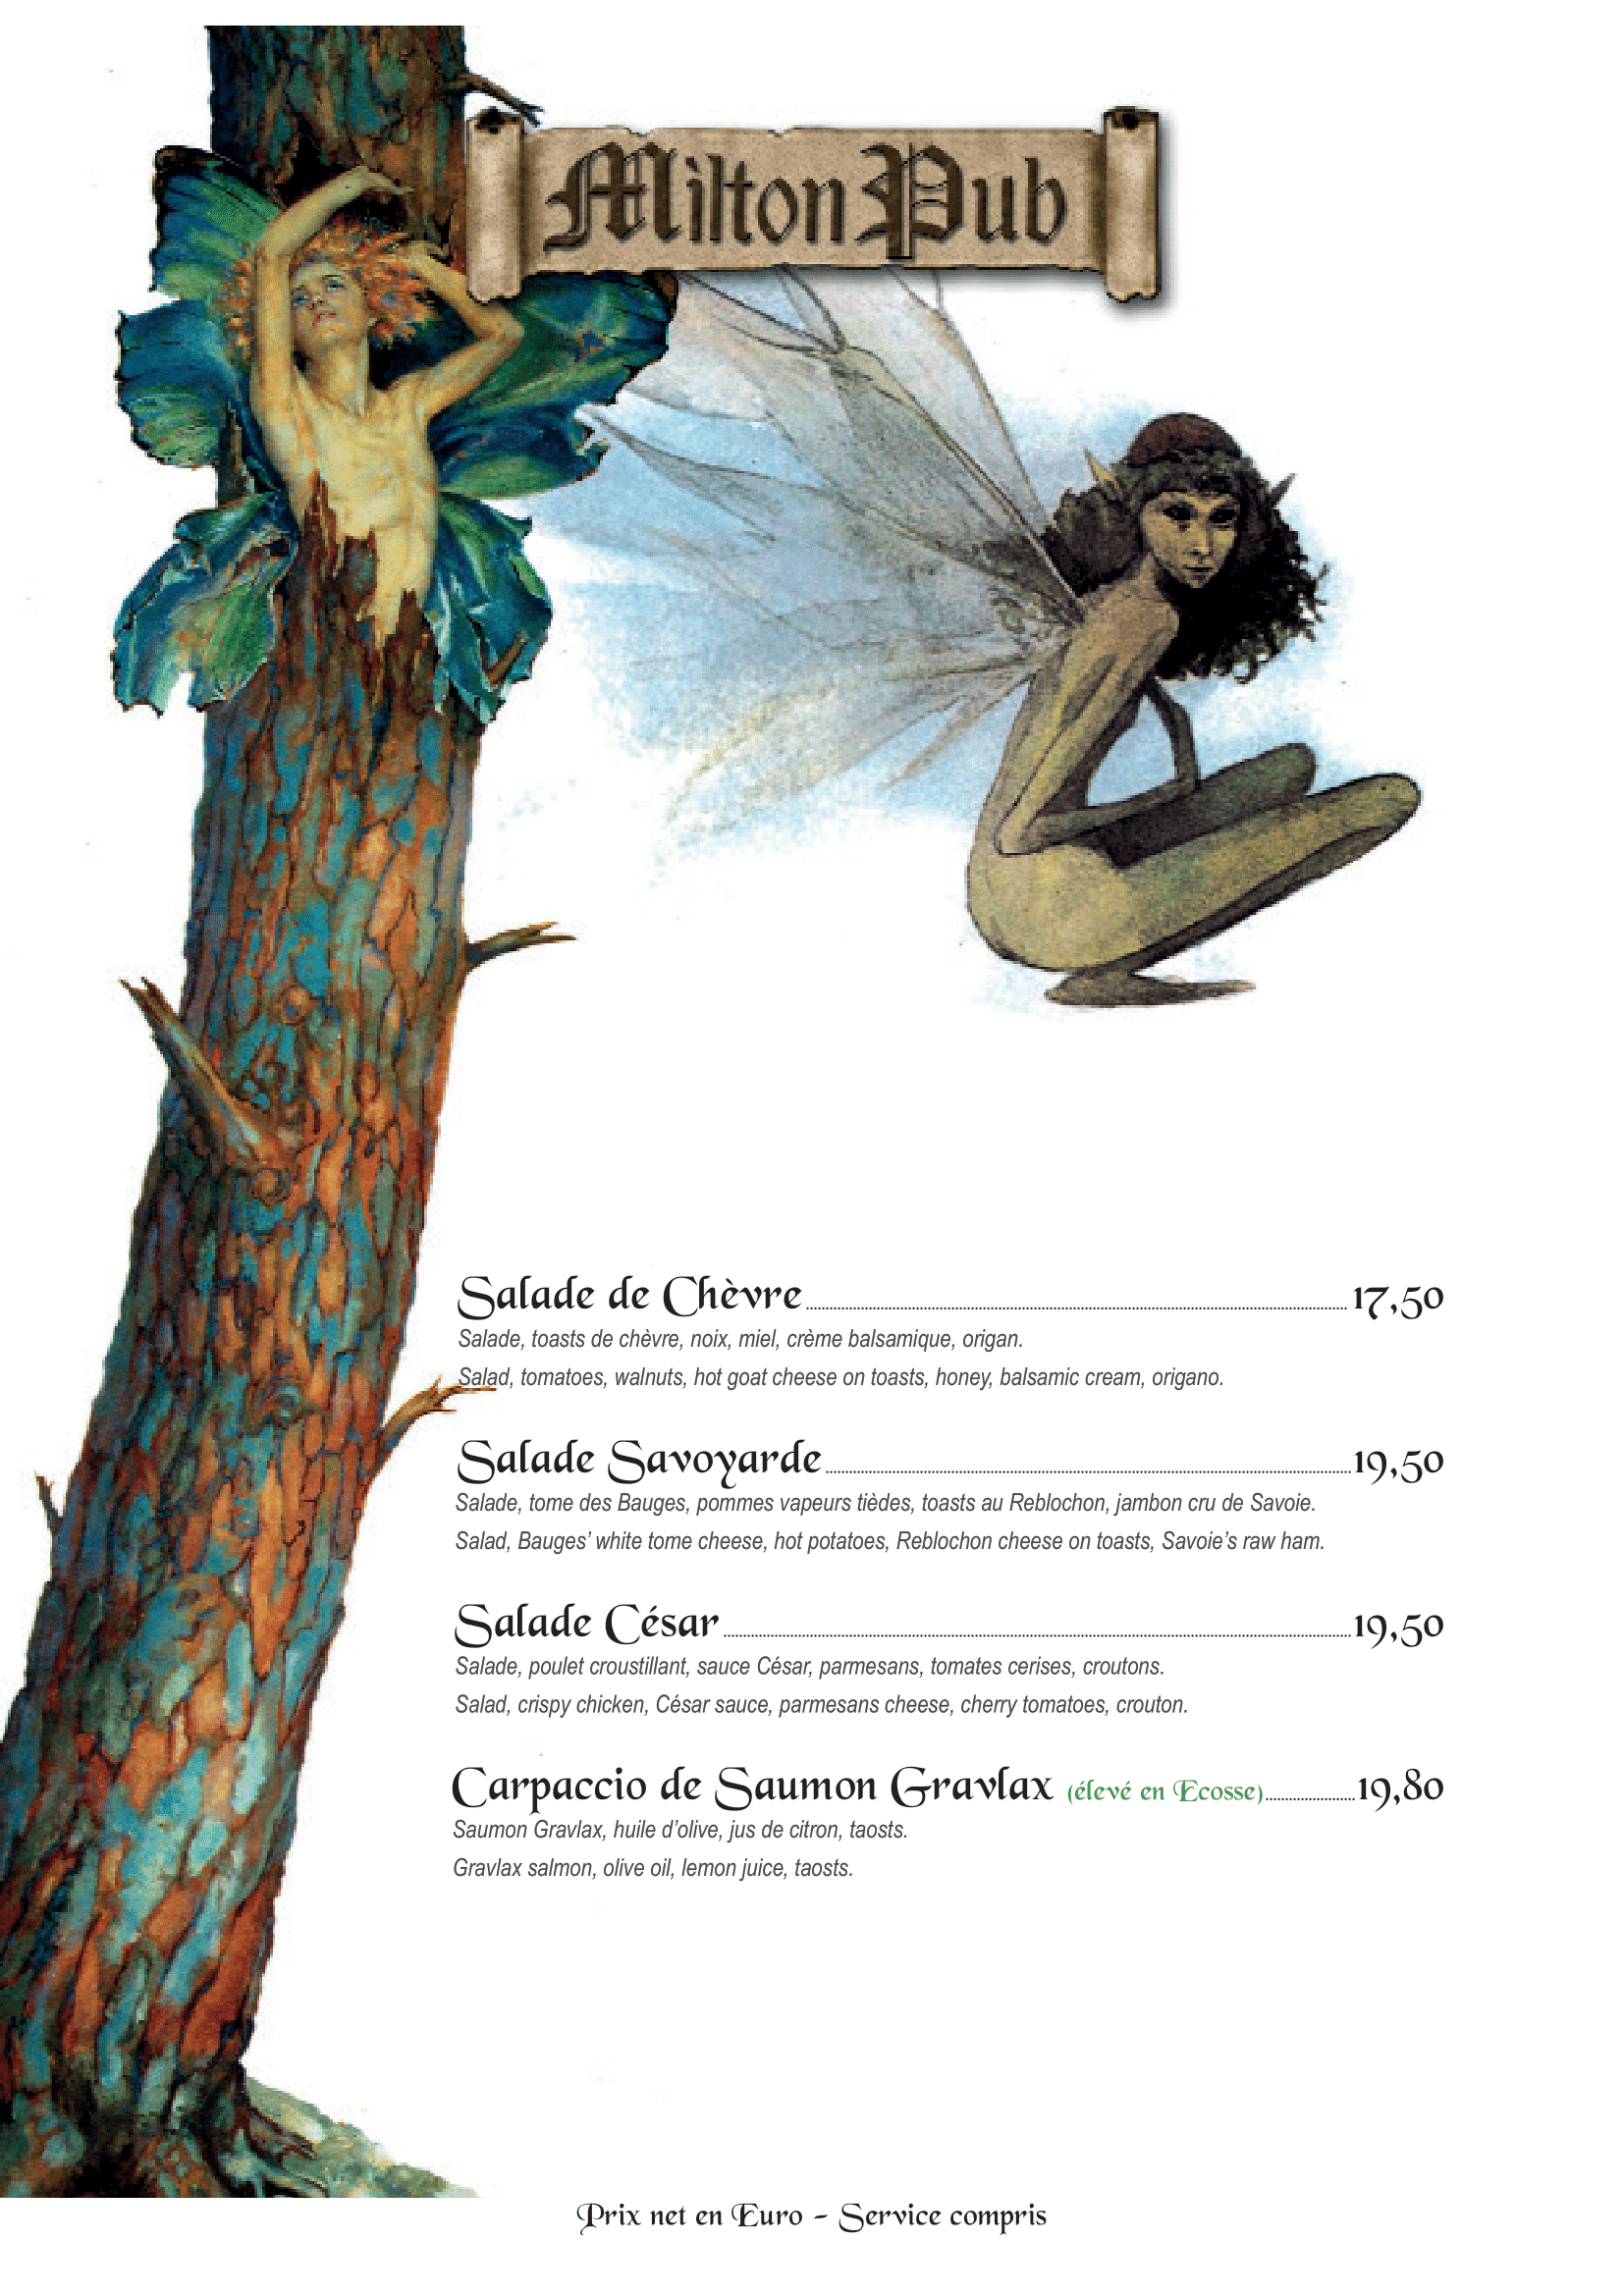 Milton Pub
Salade de Chèvre 17,50
Salade, toasts de chèvre, noix, miel, crème balsamique, origan.
Salad, tomatoes, walnuts, hot goat cheese on toasts, honey, balsamic cream, origano.
Salade Savoyarde 19,50
Salade, tome des Bauges, pommes vapeurs tièdes, toasts au Reblochon, jambon cru de Savoie.
Salad, Bauges’ white tome cheese, hot potatoes, Reblochon cheese on toasts, Savoie’s raw ham.
Salade César 19,50
Salade, poulet croustillant, sauce César, parmesans, tomates cerises, croutons.
Salad, crispy chicken, César sauce, parmesans cheese, cherry tomatoes, crouton.
Carpaccio de Saumon Gravlax (élevé en Ecosse) 19,80
Saumon Gravlax, huile d’olive, jus de citron, taosts.
Gravlax salmon, olive oil, lemon juice, taosts.
Prix net en Euro - Service compris